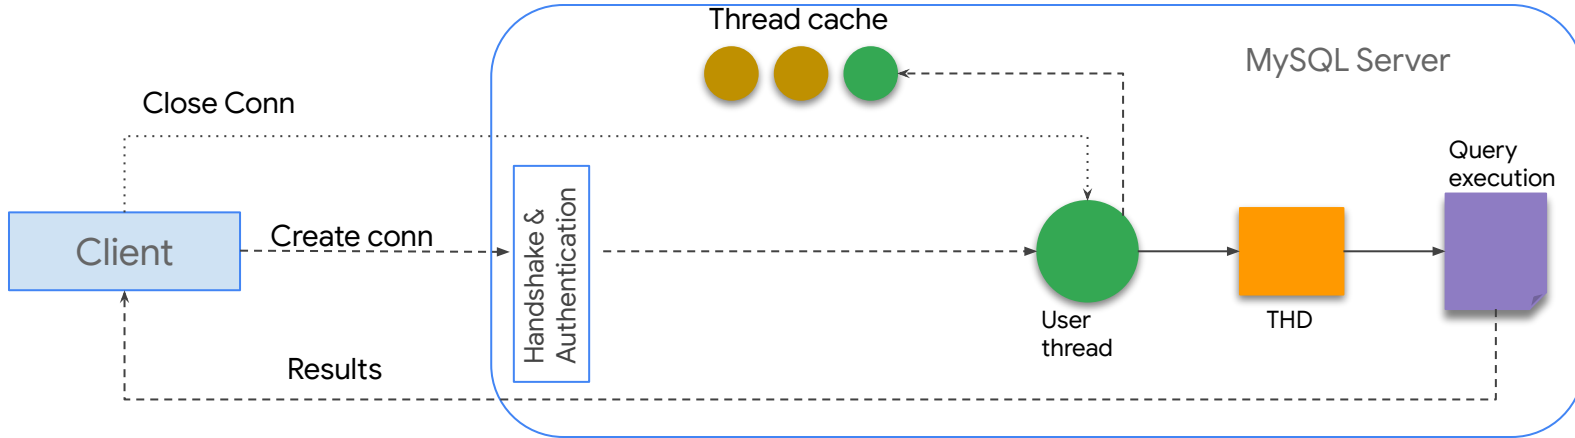 Thread cache
MySQL Server
Close Conn
Query
execution
Client
Create conn
Handshake &
Authentication
User
thread
THD
Results